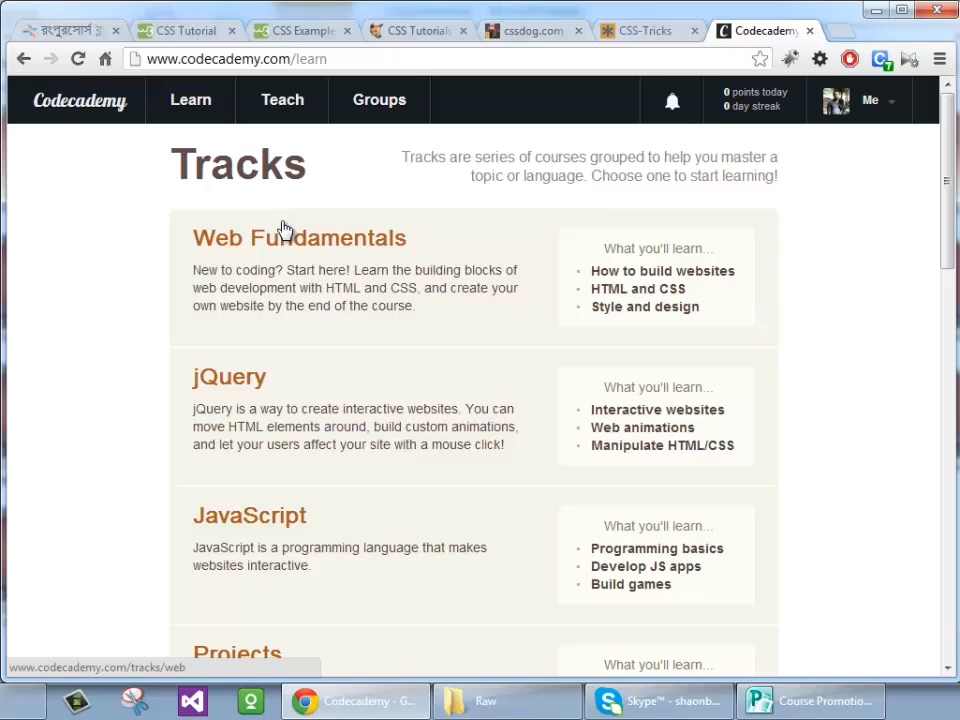 রংপুরসোর্স
CSS Tutorial
CSS Example
CSS Tutorials
cssdog.com
CSS-Tricks
Codecademy
www.codecademy.com/learn
Codecademy
Learn
Teach
Groups
0 points today
0 day streak
Me
Tracks
Tracks are series of courses grouped to help you master a
topic or language. Choose one to start learning!
Web Fundamentals
New to coding? Start here! Learn the building blocks of
web development with HTML and CSS, and create your
own website by the end of the course.
What you'll learn...
How to build websites
HTML and CSS
Style and design
jQuery
jQuery is a way to create interactive websites. You can
move HTML elements around, build custom animations,
and let your users affect your site with a mouse click!
What you'll learn...
Interactive websites
Web animations
Manipulate HTML/CSS
JavaScript
JavaScript is a programming language that makes
websites interactive.
What you'll learn...
Programming basics
Develop JS apps
Build games
Projects
What you'll learn...
www.codecademy.com/tracks/web
Codecademy - G...
Raw
Skype™ - shaonb...
Course Promotio...